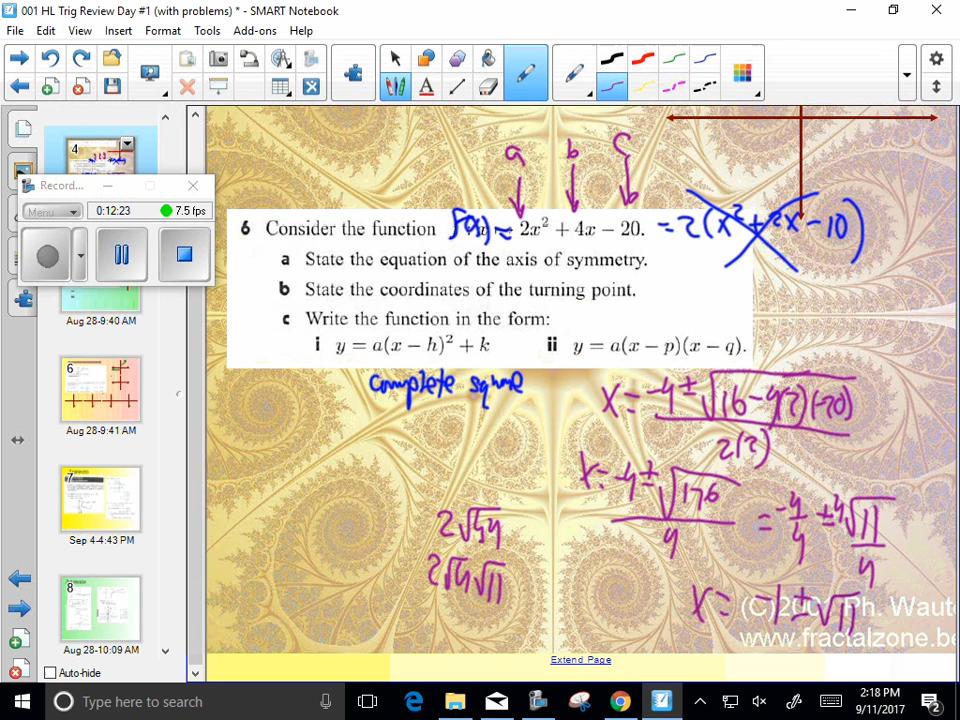 001 HL Trig Review Day #1 (with problems) * - SMART Notebook
File Edit View Insert Format Tools Add-ons Help
4
Record...
Menu 0:12:23 7.5 fps
Aug 28-9:40 AM
6
Aug 28-9:41 AM
7
Sep 4-4:43 PM
8
Aug 28-10:09 AM
Auto-hide
a b c
6 Consider the function f(x) = 2x² + 4x − 20. = 2(x² + 2x − 10)
a State the equation of the axis of symmetry.
b State the coordinates of the turning point.
c Write the function in the form:
i y = a(x − h)² + k ii y = a(x − p)(x − q).
complete square
x = -4 ± √16 − 4(2)(-20)
2(2)
x = -4 ± √176
4
= -4/4 ± 4√11/4
2√44
2√4√11
x = -1 ± √11
(C)200 Ph. Waut
www.fractalzone.be
Extend Page
Type here to search
2:18 PM
9/11/2017
2